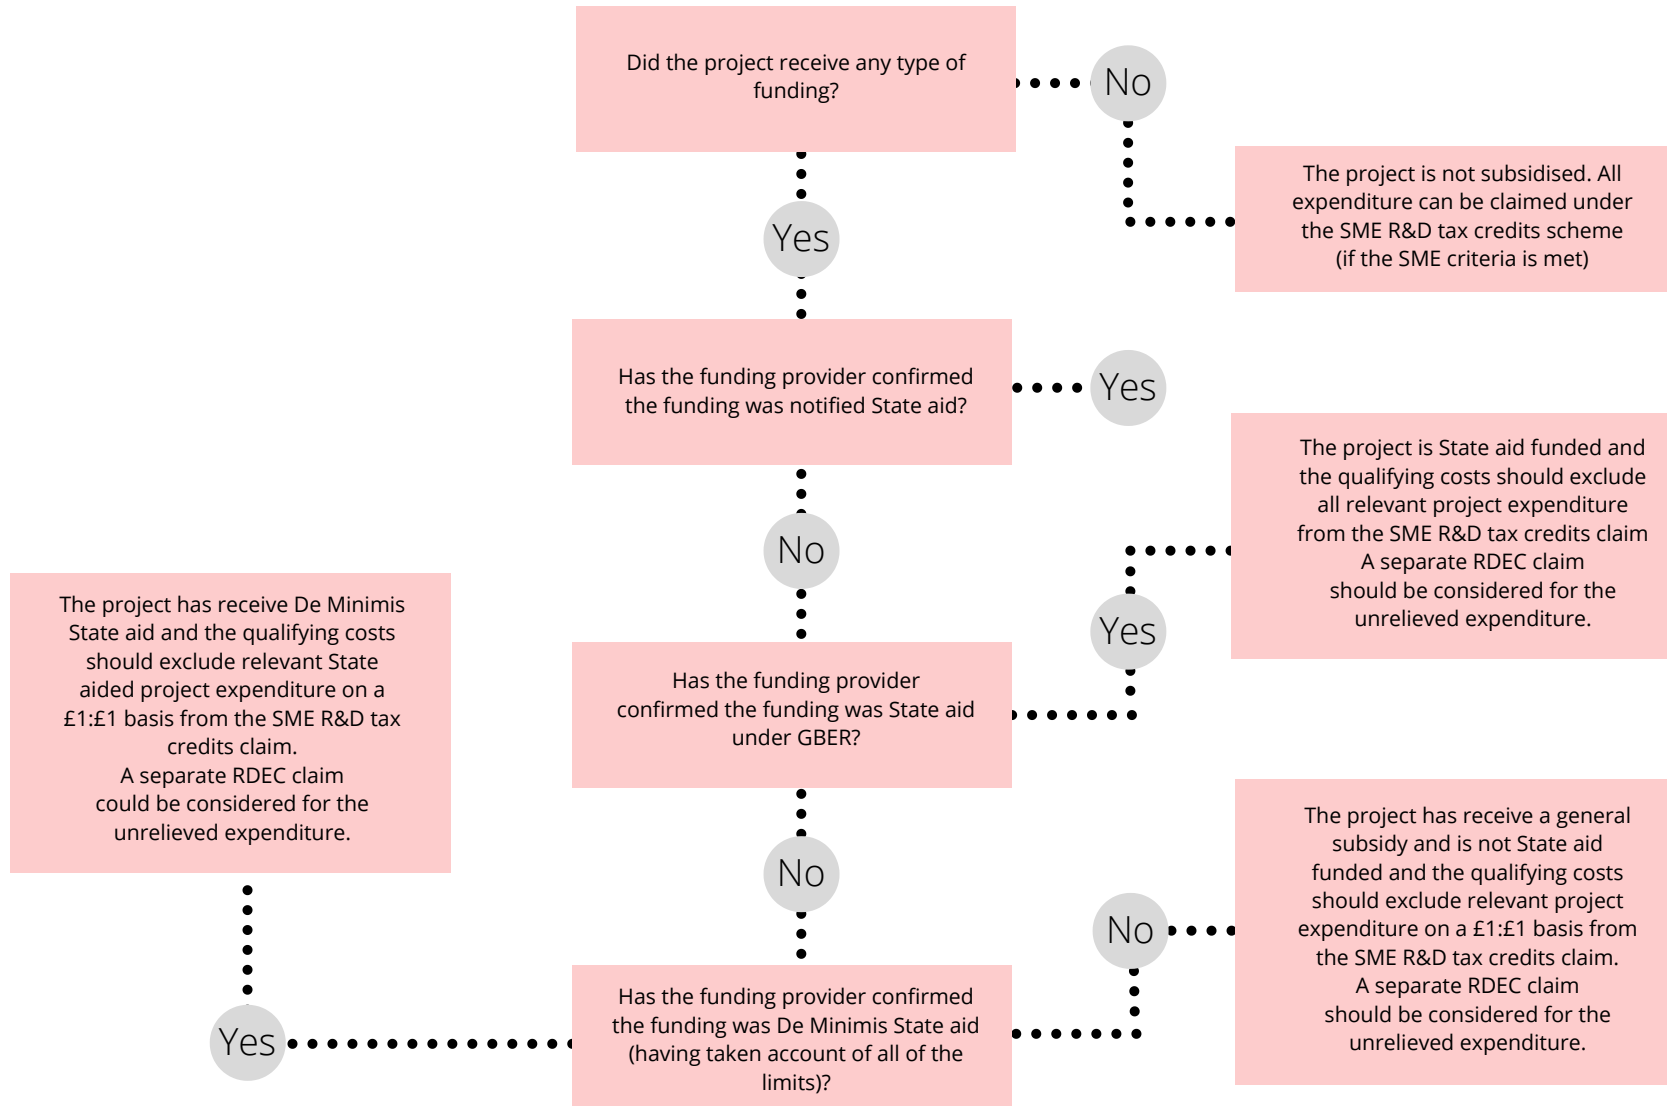 Did the project receive any type of
funding?
No
The project is not subsidised. All
expenditure can be claimed under
the SME R&D tax credits scheme
(if the SME criteria is met)
Yes
Has the funding provider confirmed
the funding was notified State aid?
Yes
The project is State aid funded and
the qualifying costs should exclude
all relevant project expenditure
from the SME R&D tax credits claim
A separate RDEC claim
should be considered for the
unrelieved expenditure.
No
Yes
Has the funding provider
confirmed the funding was State aid
under GBER?
The project has receive De Minimis
State aid and the qualifying costs
should exclude relevant State
aided project expenditure on a
£1:£1 basis from the SME R&D tax
credits claim.
A separate RDEC claim
could be considered for the
unrelieved expenditure.
No
The project has receive a general
subsidy and is not State aid
funded and the qualifying costs
should exclude relevant project
expenditure on a £1:£1 basis from
the SME R&D tax credits claim.
A separate RDEC claim
should be considered for the
unrelieved expenditure.
No
Yes
Has the funding provider confirmed
the funding was De Minimis State aid
(having taken account of all of the
limits)?